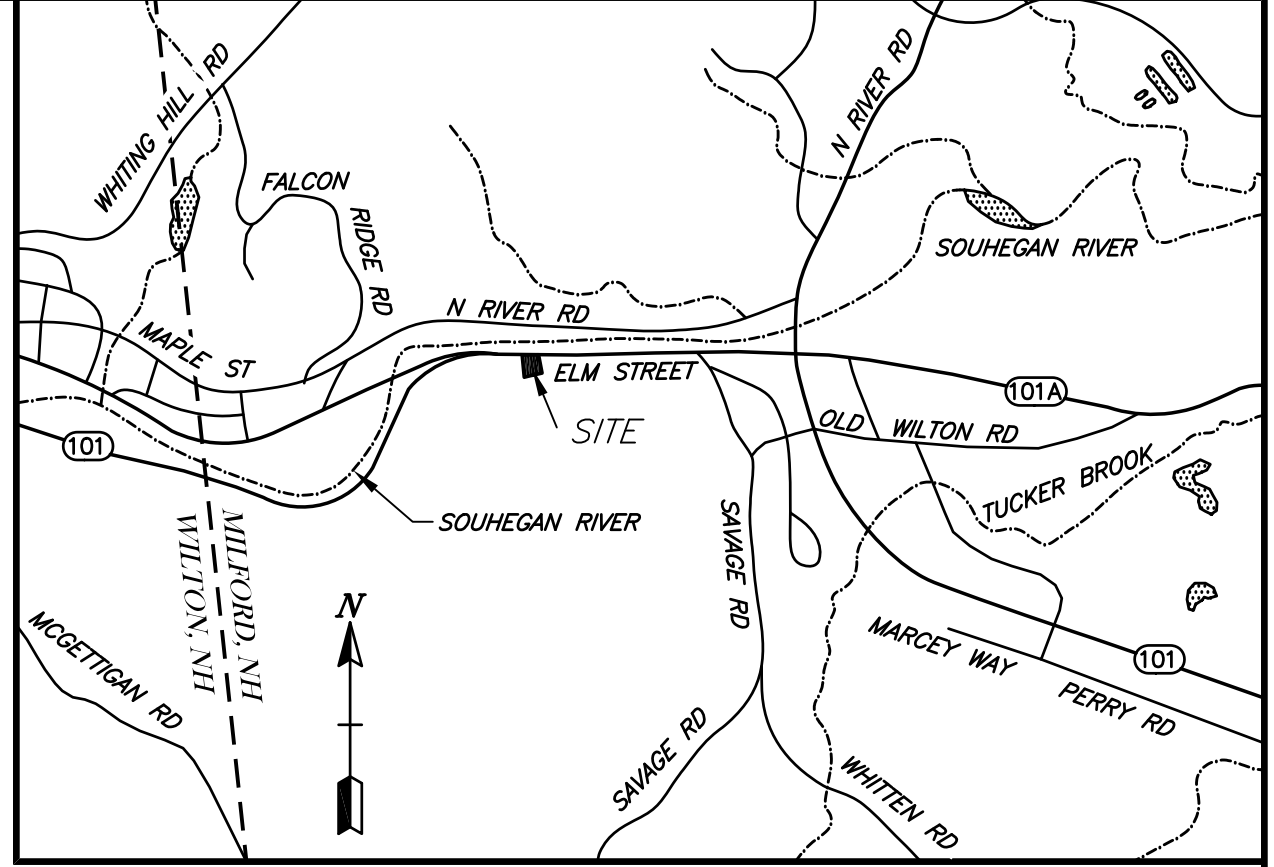 WHITING HILL RD
N RIVER RD
FALCON
RIDGE RD
SOUHEGAN RIVER
N RIVER RD
MAPLE ST
ELM STREET
101A
SITE
OLD WILTON RD
101
TUCKER BROOK
SOUHEGAN RIVER
SAVAGE RD
WILTON, NH
MILFORD, NH
N
MCGETTIGAN RD
MARCEY WAY
101
PERRY RD
SAVAGE RD
WHITTEN RD